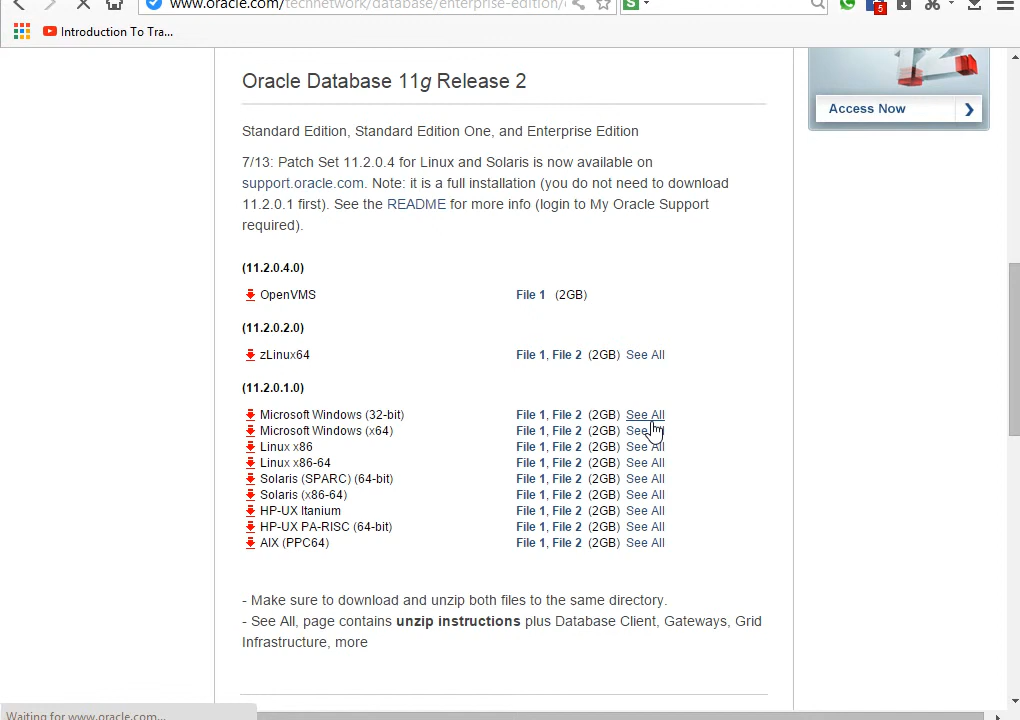 www.oracle.com/technetwork/database/enterprise-edition/
S
5
Introduction To Tra...
Access Now
Oracle Database 11g Release 2
Standard Edition, Standard Edition One, and Enterprise Edition
7/13: Patch Set 11.2.0.4 for Linux and Solaris is now available on
support.oracle.com. Note: it is a full installation (you do not need to download
11.2.0.1 first). See the README for more info (login to My Oracle Support
required).
(11.2.0.4.0)
OpenVMS File 1 (2GB)
(11.2.0.2.0)
zLinux64 File 1, File 2 (2GB) See All
(11.2.0.1.0)
Microsoft Windows (32-bit) File 1, File 2 (2GB) See All
Microsoft Windows (x64) File 1, File 2 (2GB) See All
Linux x86 File 1, File 2 (2GB) See All
Linux x86-64 File 1, File 2 (2GB) See All
Solaris (SPARC) (64-bit) File 1, File 2 (2GB) See All
Solaris (x86-64) File 1, File 2 (2GB) See All
HP-UX Itanium File 1, File 2 (2GB) See All
HP-UX PA-RISC (64-bit) File 1, File 2 (2GB) See All
AIX (PPC64) File 1, File 2 (2GB) See All
- Make sure to download and unzip both files to the same directory.
- See All, page contains unzip instructions plus Database Client, Gateways, Grid
Infrastructure, more
Waiting for www.oracle.com...